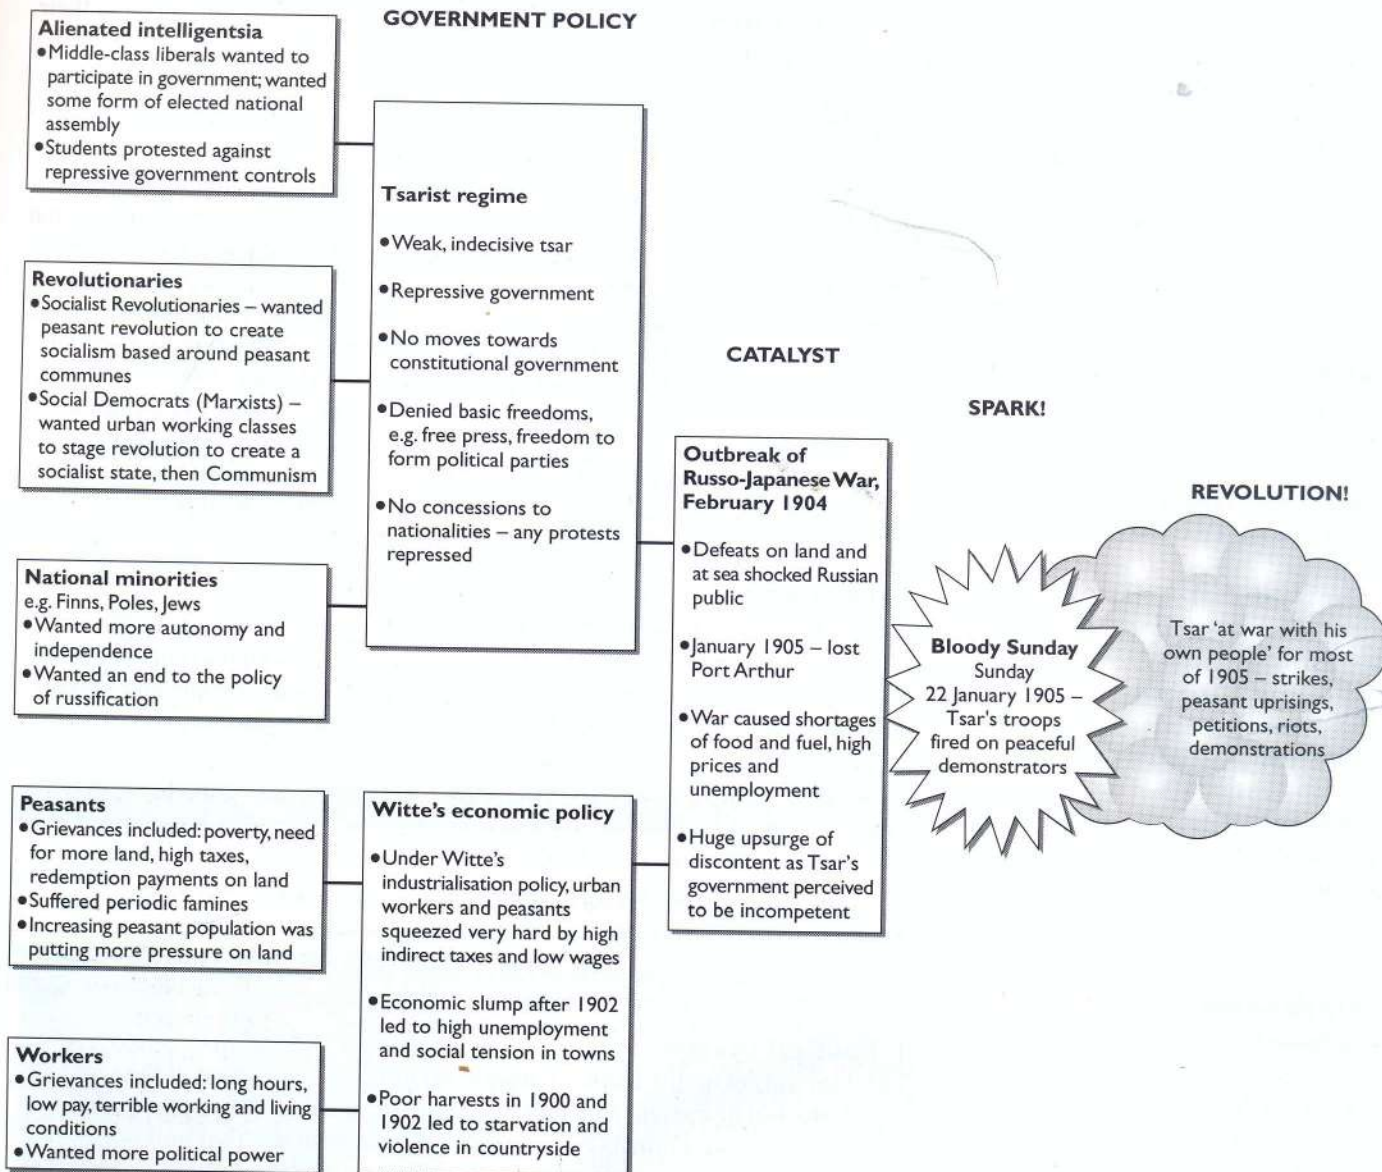 GOVERNMENT POLICY
Alienated intelligentsia
•Middle-class liberals wanted to
participate in government; wanted
some form of elected national
assembly
•Students protested against
repressive government controls
Revolutionaries
•Socialist Revolutionaries – wanted
peasant revolution to create
socialism based around peasant
communes
•Social Democrats (Marxists) –
wanted urban working classes
to stage revolution to create a
socialist state, then Communism
National minorities
e.g. Finns, Poles, Jews
•Wanted more autonomy and
independence
•Wanted an end to the policy
of russification
Peasants
•Grievances included: poverty, need
for more land, high taxes,
redemption payments on land
•Suffered periodic famines
•Increasing peasant population was
putting more pressure on land
Workers
•Grievances included: long hours,
low pay, terrible working and living
conditions
•Wanted more political power
Tsarist regime
•Weak, indecisive tsar
•Repressive government
•No moves towards
constitutional government
•Denied basic freedoms,
e.g. free press, freedom to
form political parties
•No concessions to
nationalities – any protests
repressed
Witte's economic policy
•Under Witte's
industrialisation policy, urban
workers and peasants
squeezed very hard by high
indirect taxes and low wages
•Economic slump after 1902
led to high unemployment
and social tension in towns
•Poor harvests in 1900 and
1902 led to starvation and
violence in countryside
CATALYST
Outbreak of
Russo-Japanese War,
February 1904
•Defeats on land and
at sea shocked Russian
public
•January 1905 – lost
Port Arthur
•War caused shortages
of food and fuel, high
prices and
unemployment
•Huge upsurge of
discontent as Tsar's
government perceived
to be incompetent
SPARK!
Bloody Sunday
Sunday
22 January 1905 –
Tsar's troops
fired on peaceful
demonstrators
REVOLUTION!
Tsar 'at war with his
own people' for most
of 1905 – strikes,
peasant uprisings,
petitions, riots,
demonstrations